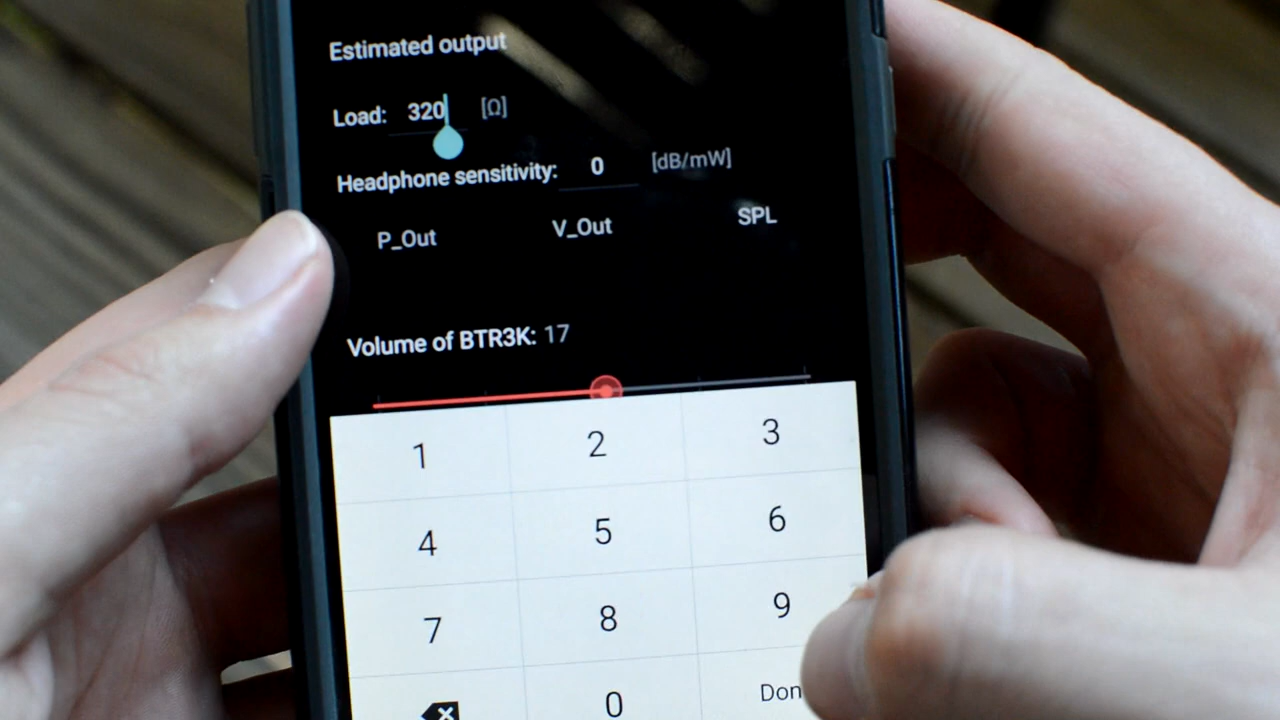 Estimated output
Load: 320 [Ω]
Headphone sensitivity: 0 [dB/mW]
P_Out V_Out SPL
Volume of BTR3K: 17
1 2 3
4 5 6
7 8 9
0 Don